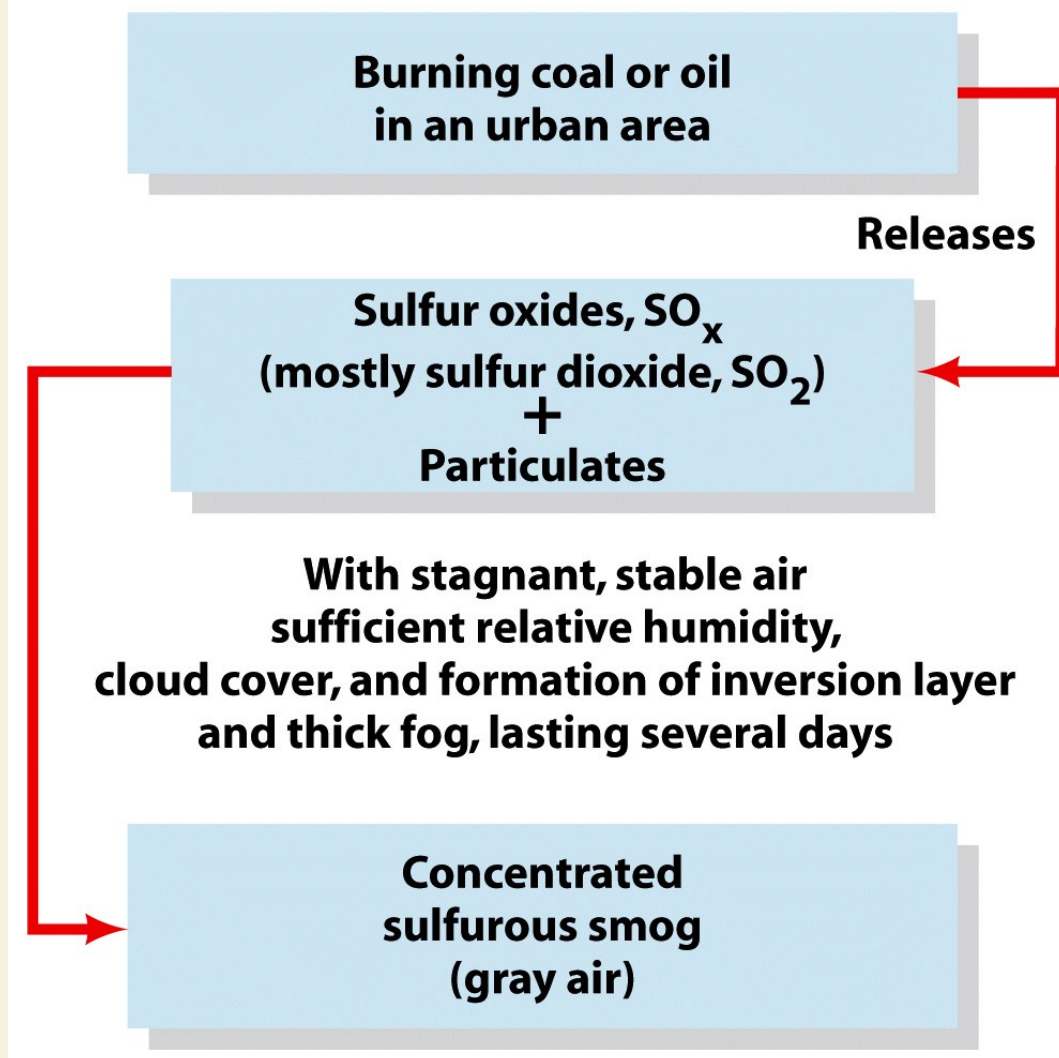 Burning coal or oil
in an urban area
Releases
Sulfur oxides, SOₓ
(mostly sulfur dioxide, SO₂)
+
Particulates
With stagnant, stable air
sufficient relative humidity,
cloud cover, and formation of inversion layer
and thick fog, lasting several days
Concentrated
sulfurous smog
(gray air)